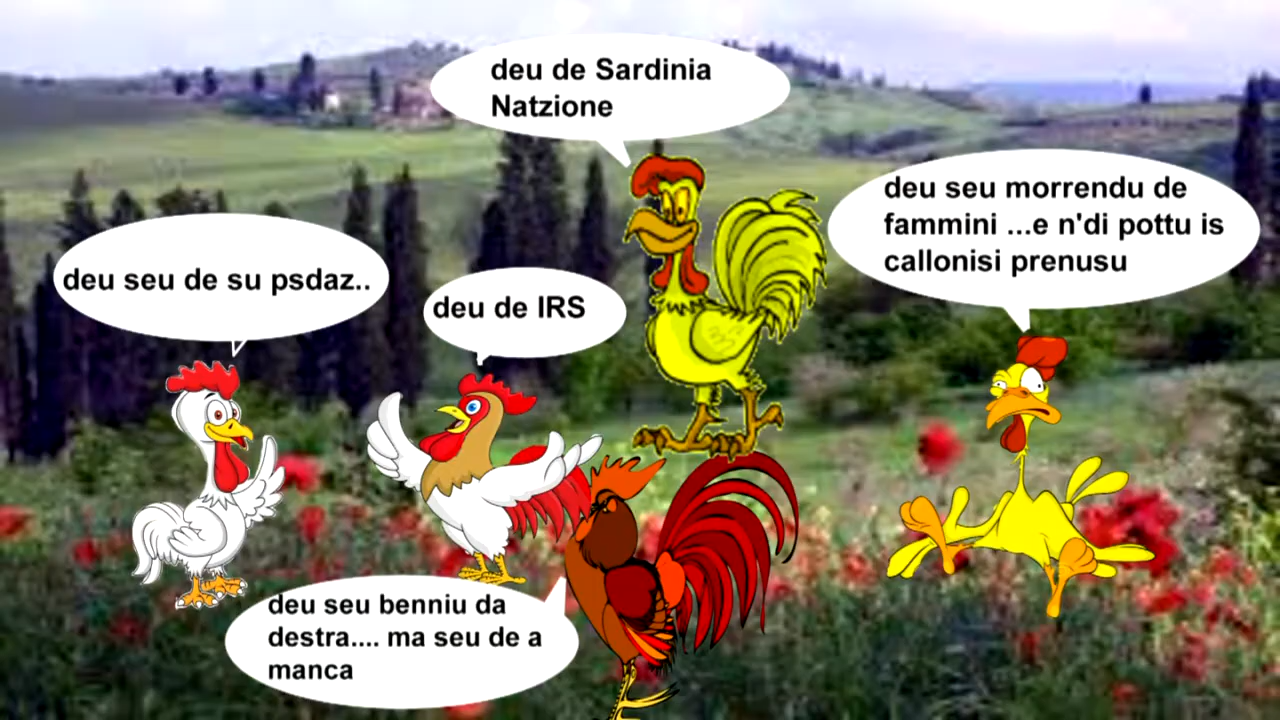 deu de Sardinia
Natzione
deu seu morrendu de
fammini ...e n'di pottu is
callonisi prenusu
deu seu de su psdaz..
deu de IRS
deu seu benniu da
destra.... ma seu de a
manca